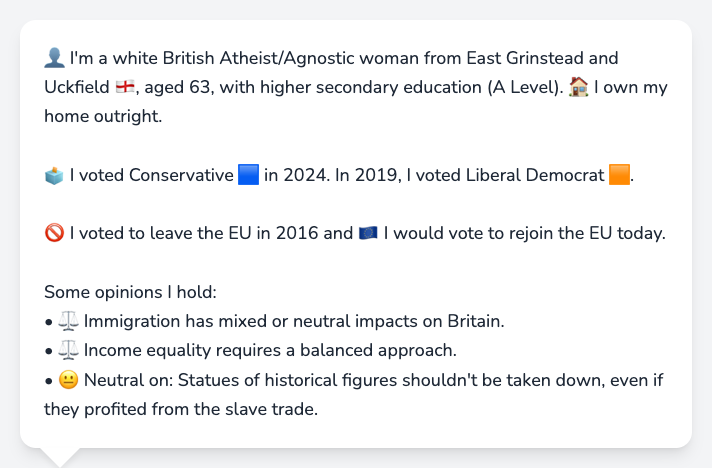 👤 I'm a white British Atheist/Agnostic woman from East Grinstead and
Uckfield 🏴󠁧󠁢󠁥󠁮󠁧󠁿, aged 63, with higher secondary education (A Level). 🏠 I own my
home outright.
🗳️ I voted Conservative 🟦 in 2024. In 2019, I voted Liberal Democrat 🟧.
🚫 I voted to leave the EU in 2016 and 🇪🇺 I would vote to rejoin the EU today.
Some opinions I hold:
• ⚖️ Immigration has mixed or neutral impacts on Britain.
• ⚖️ Income equality requires a balanced approach.
• 😐 Neutral on: Statues of historical figures shouldn't be taken down, even if
they profited from the slave trade.